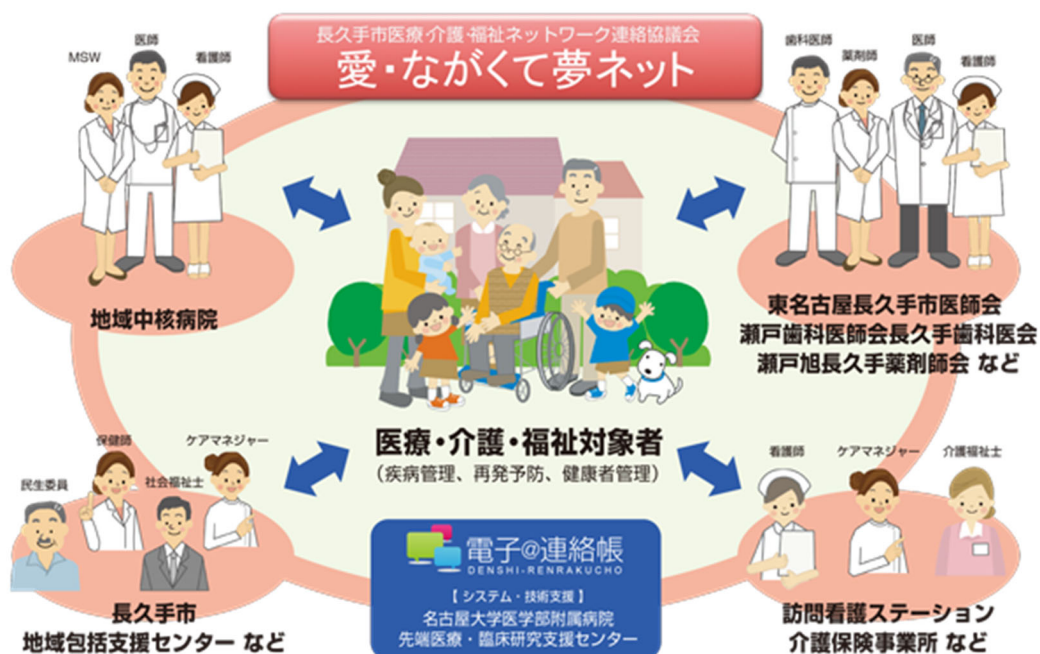 長久手市医療・介護・福祉ネットワーク連絡協議会
愛・ながくて夢ネット
MSW
医師
看護師
地域中核病院
歯科医師
薬剤師
医師
看護師
東名古屋長久手市医師会
瀬戸歯科医師会長久手歯科医会
瀬戸旭長久手薬剤師会 など
医療・介護・福祉対象者
(疾病管理、再発予防、健康者管理)
民生委員
保健師
社会福祉士
ケアマネジャー
長久手市
地域包括支援センター など
電子@連絡帳
DENSHI-RENRAKUCHO
【 システム・技術支援 】
名古屋大学医学部附属病院
先端医療・臨床研究支援センター
看護師
ケアマネジャー
介護福祉士
訪問看護ステーション
介護保険事業所 など